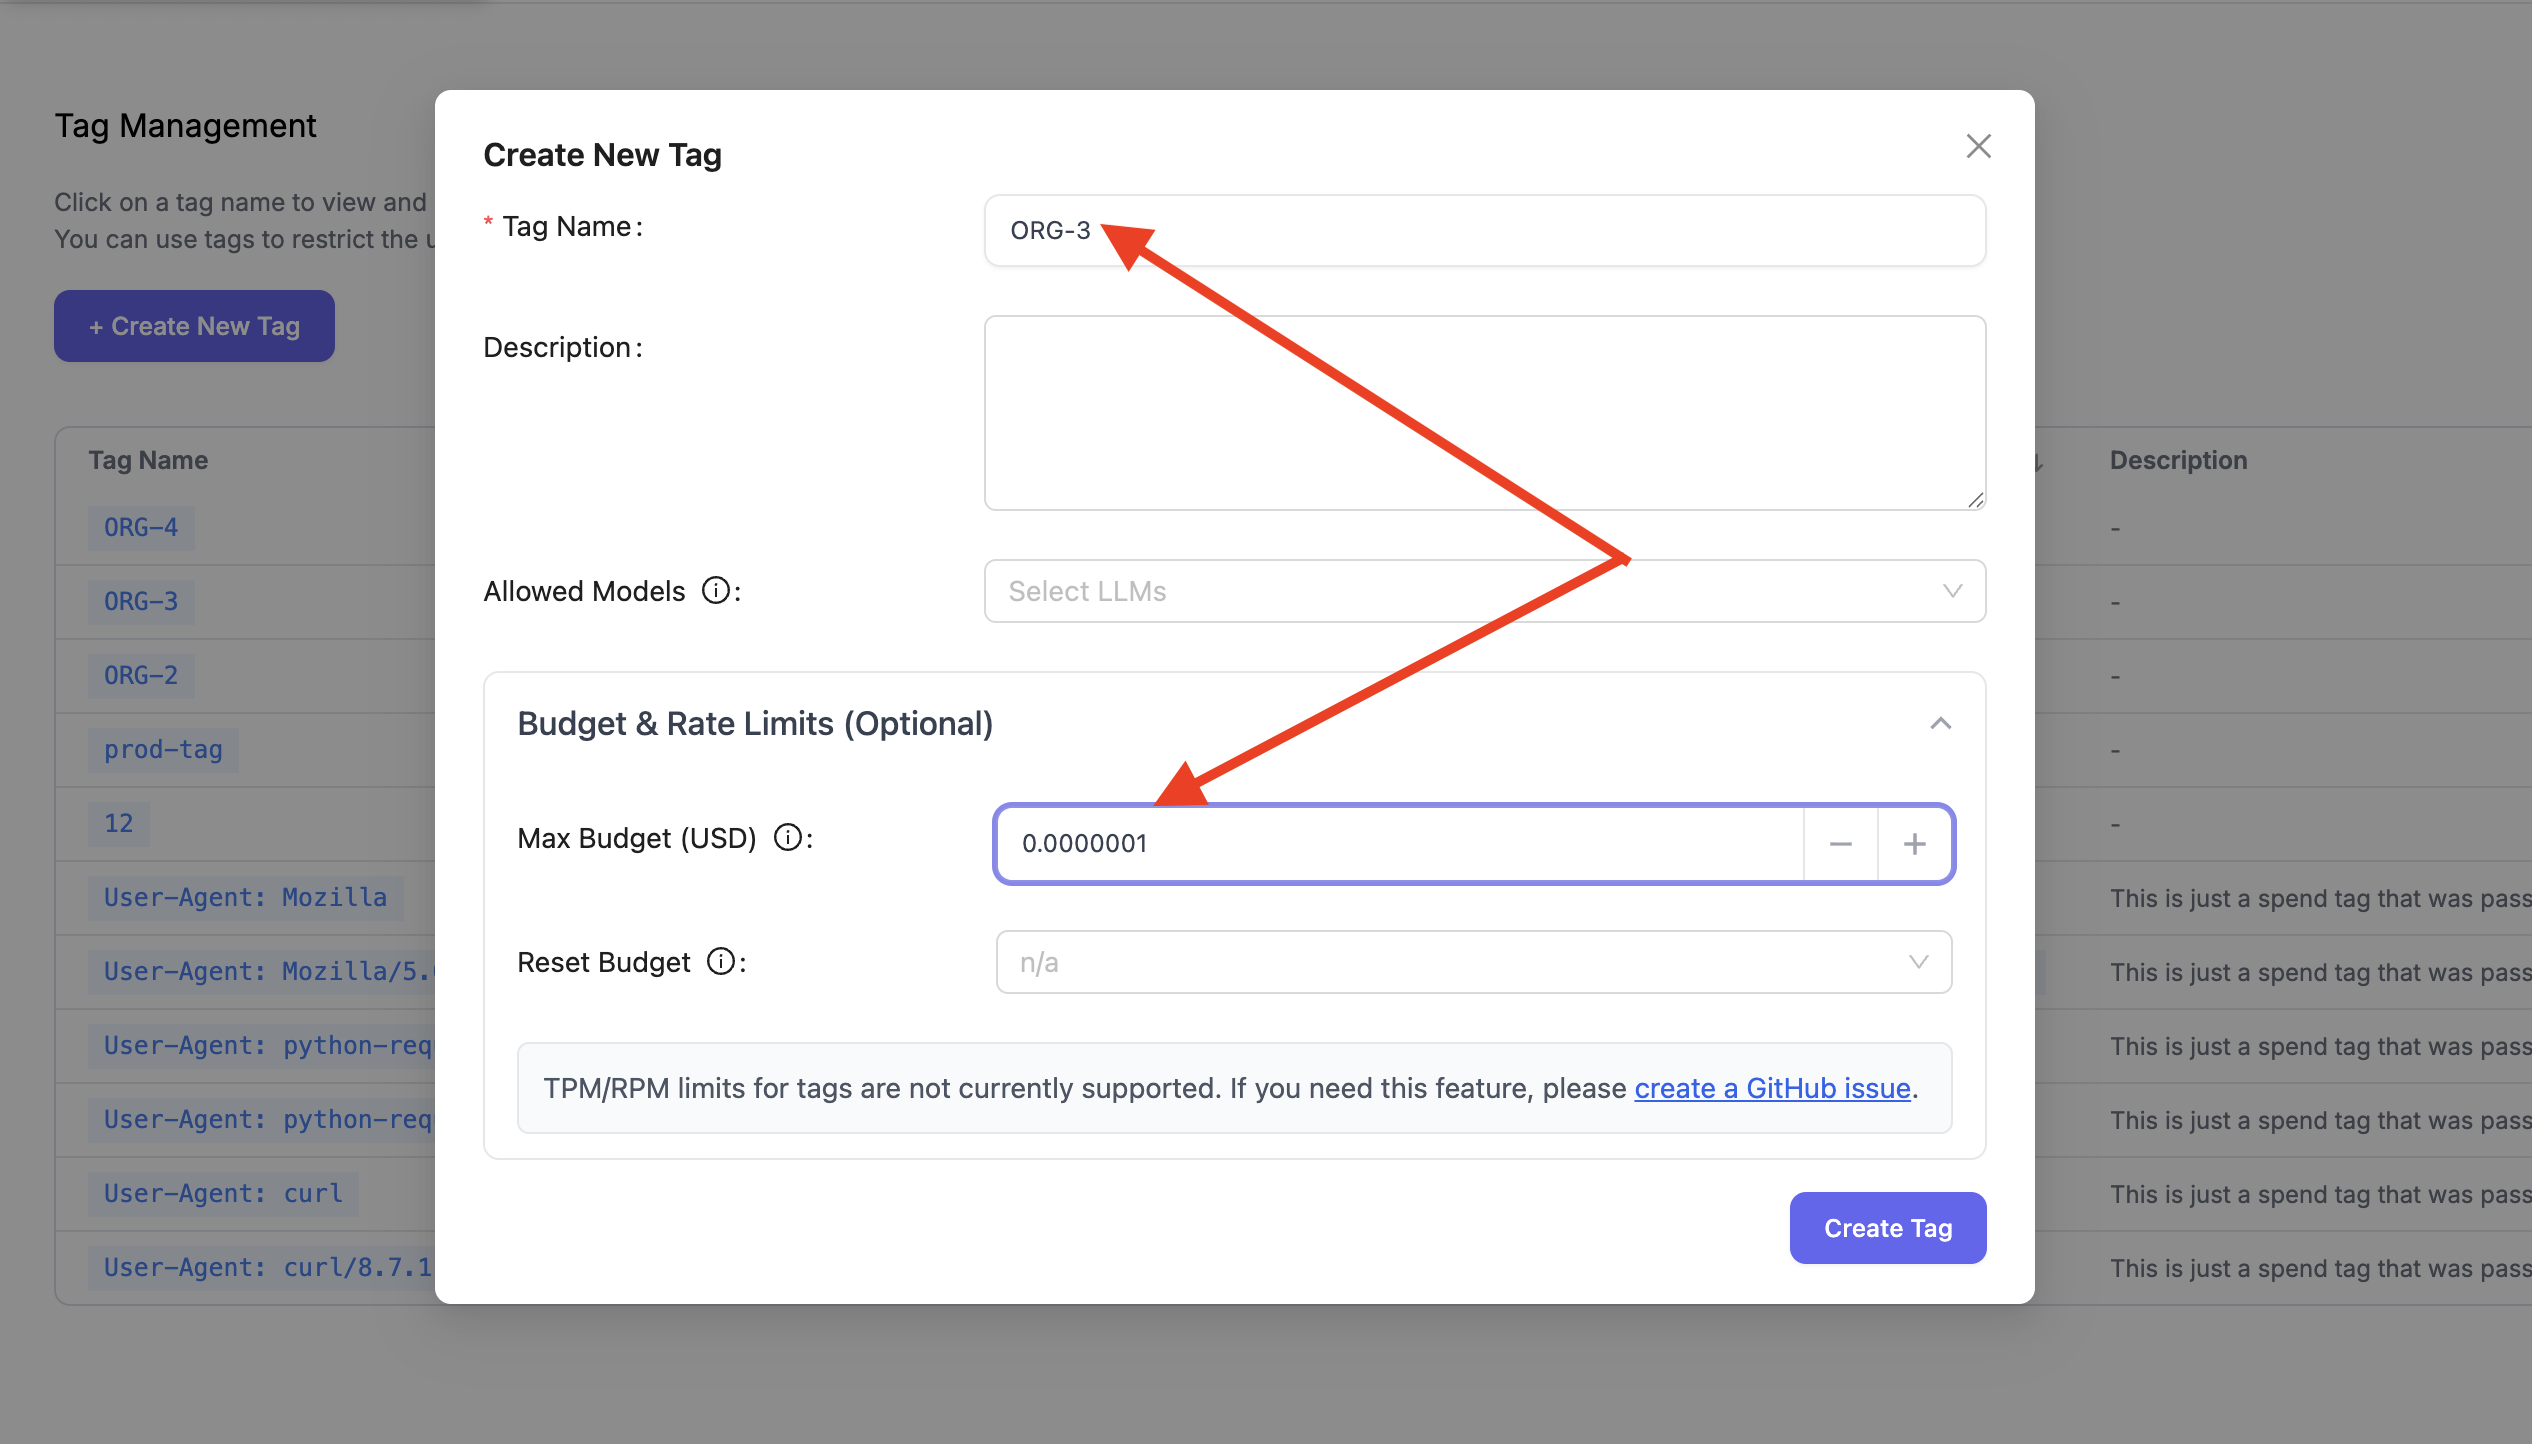 Tag Management
Click on a tag name to view and
You can use tags to restrict the
+ Create New Tag
Tag Name
Description
ORG-4
-
ORG-3
-
ORG-2
-
prod-tag
-
12
-
User-Agent: Mozilla
This is just a spend tag that was pass
User-Agent: Mozilla/5.
This is just a spend tag that was pass
User-Agent: python-req
This is just a spend tag that was pass
User-Agent: python-req
This is just a spend tag that was pass
User-Agent: curl
This is just a spend tag that was pass
User-Agent: curl/8.7.1
This is just a spend tag that was pass
Create New Tag
* Tag Name:
ORG-3
Description:
Allowed Models :
Select LLMs
Budget & Rate Limits (Optional)
Max Budget (USD) :
0.0000001
Reset Budget :
n/a
TPM/RPM limits for tags are not currently supported. If you need this feature, please create a GitHub issue.
Create Tag